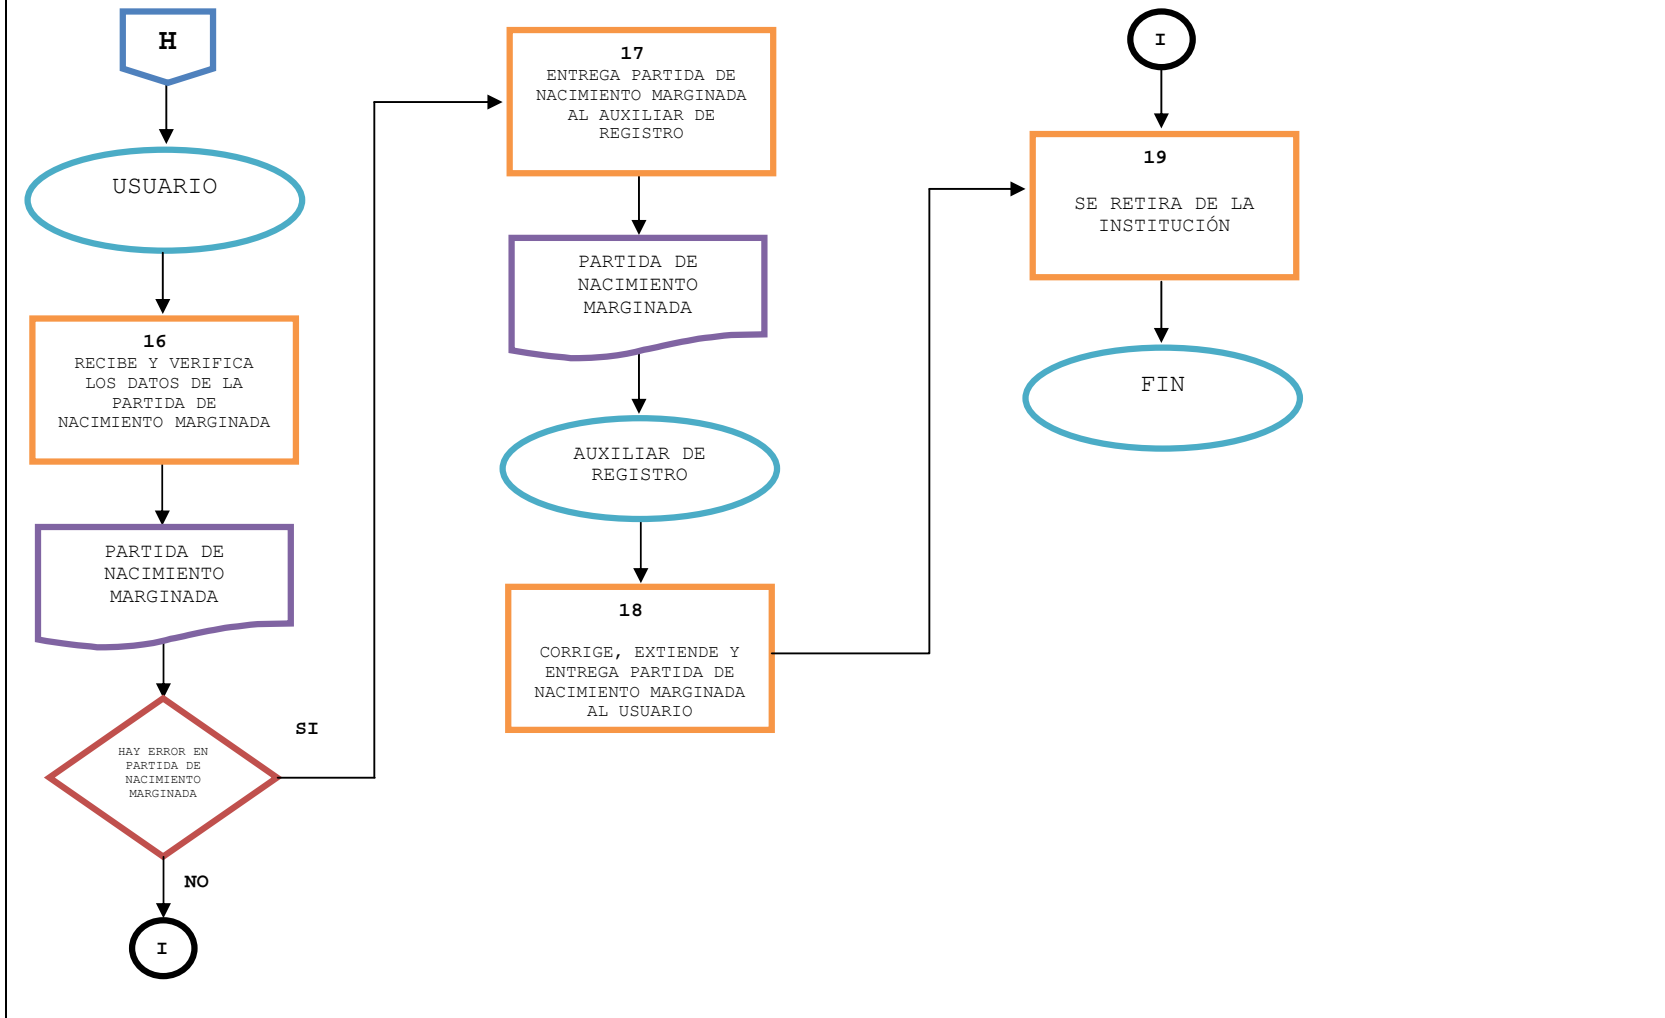 H
USUARIO
16
RECIBE Y VERIFICA
LOS DATOS DE LA
PARTIDA DE
NACIMIENTO MARGINADA
PARTIDA DE
NACIMIENTO
MARGINADA
HAY ERROR EN
PARTIDA DE
NACIMIENTO
MARGINADA
SI
NO
I
17
ENTREGA PARTIDA DE
NACIMIENTO MARGINADA
AL AUXILIAR DE
REGISTRO
PARTIDA DE
NACIMIENTO
MARGINADA
AUXILIAR DE
REGISTRO
18
CORRIGE, EXTIENDE Y
ENTREGA PARTIDA DE
NACIMIENTO MARGINADA
AL USUARIO
I
19
SE RETIRA DE LA
INSTITUCIÓN
FIN